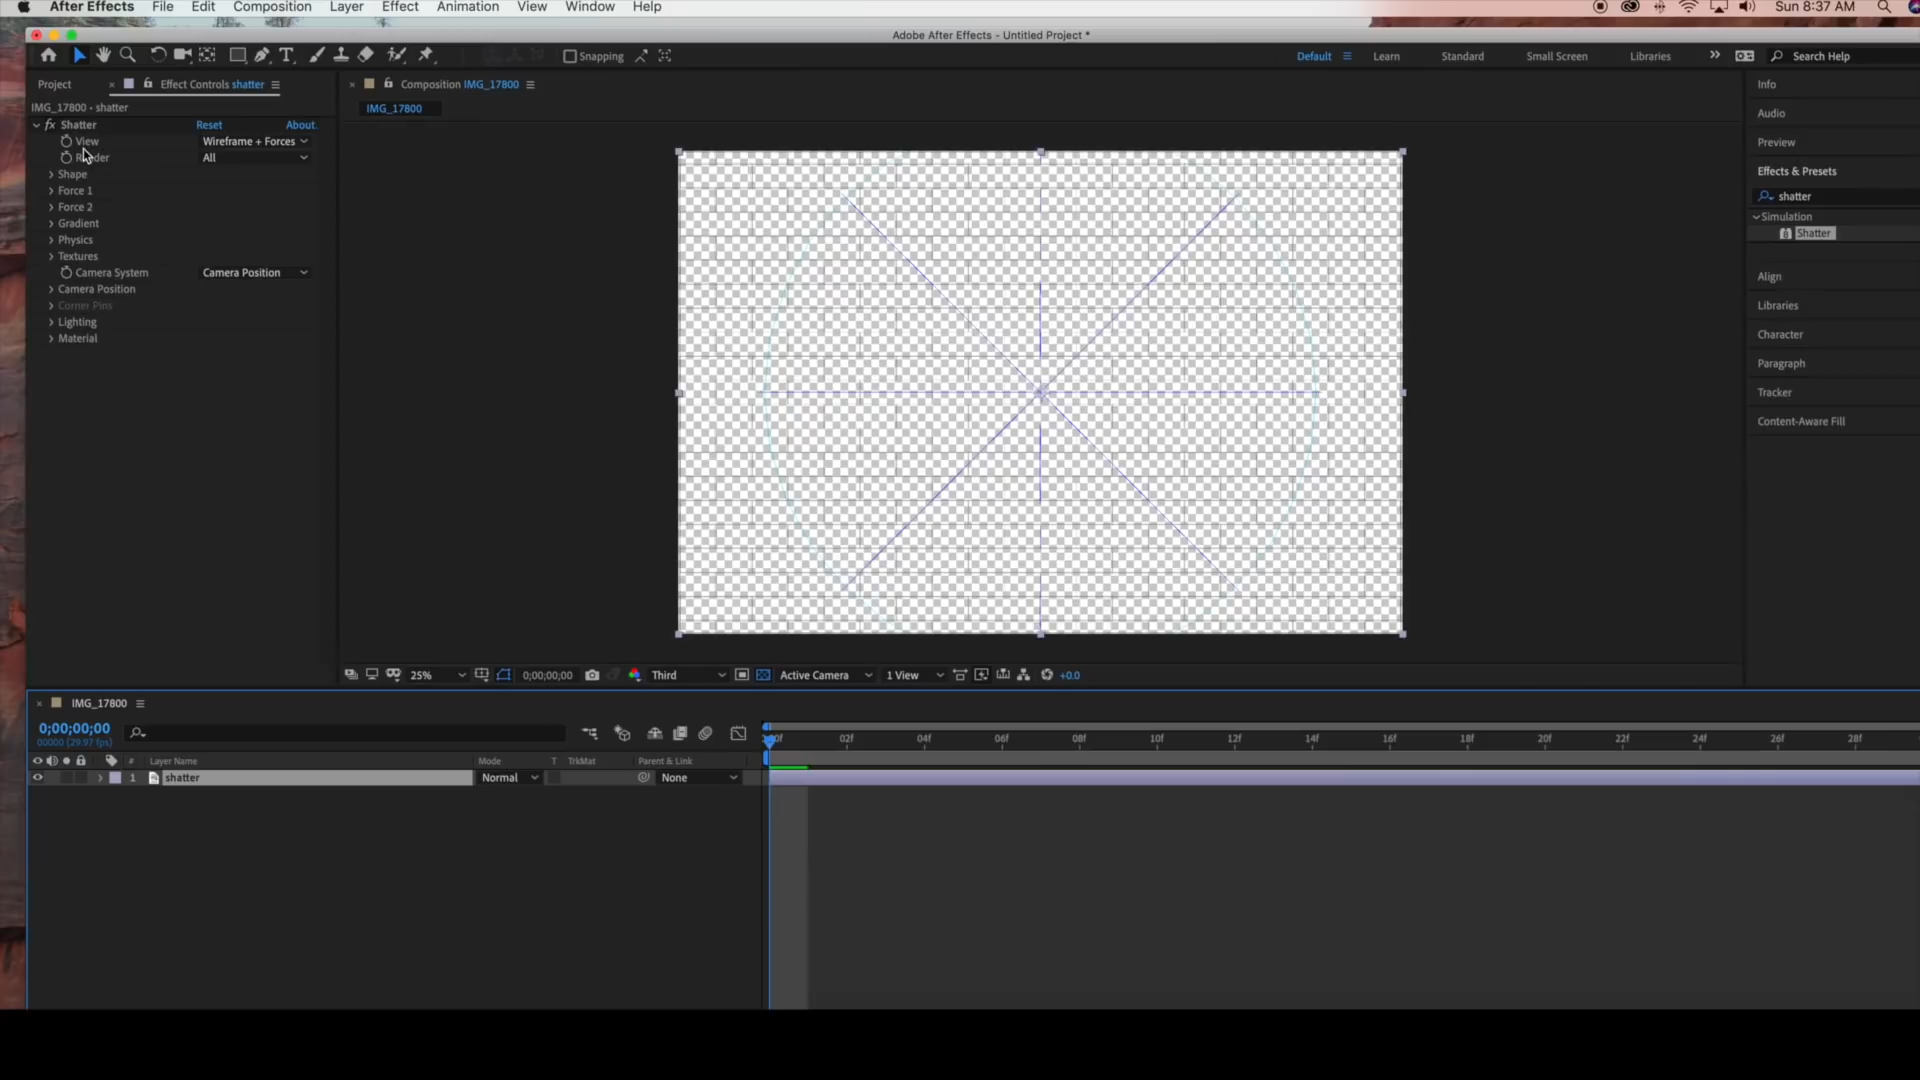 After Effects File Edit Composition Layer Effect Animation View Window Help Sun 8:37 AM
Adobe After Effects - Untitled Project *
Snapping Default Learn Standard Small Screen Libraries Search Help
Project Effect Controls shatter Composition IMG_17800 Info
IMG_17800 - shatter IMG_17800
fx Shatter Reset About.
View Wireframe + Forces
All
Shape
Force 1
Force 2
Gradient
Physics
Textures
Camera System Camera Position
Camera Position
Corner Pins
Lighting
Material
Audio
Preview
Effects & Presets
shatter
Simulation
Shatter
Align
Libraries
Character
Paragraph
Tracker
Content-Aware Fill
25% 0;00;00;00 Third Active Camera 1 View +0.0
IMG_17800
0;00;00;00
00000 (29.97 fps)
02f 04f 06f 08f 10f 12f 14f 16f 18f 20f 22f 24f 26f 28f
# Layer Name Mode T TrkMat Parent & Link
1 shatter Normal None